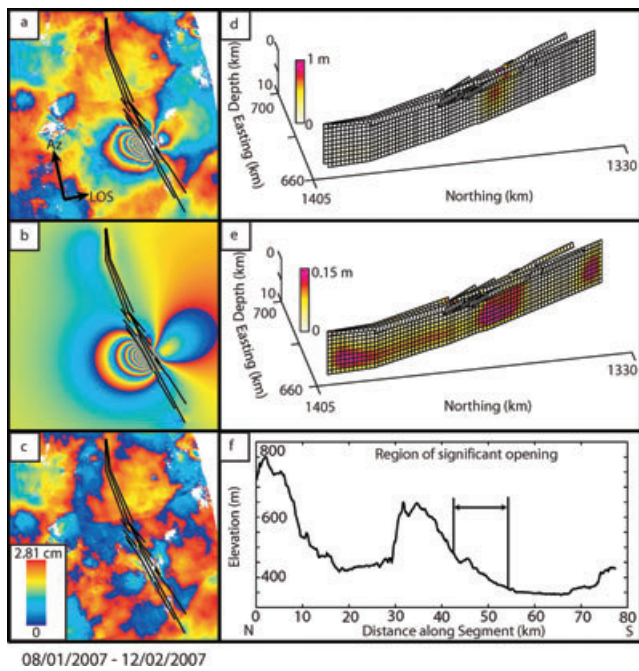 a
Az
LOS
b
c
2.81 cm
0
08/01/2007 - 12/02/2007
d
0
10
Depth (km)
1 m
0
700
Easting (km)
660
1405
Northing (km)
1330
e
0
10
Depth (km)
0.15 m
0
700
Easting (km)
660
1405
Northing (km)
1330
f
Region of significant opening
800
600
400
Elevation (m)
0 10 20 30 40 50 60 70 80
N Distance along Segment (km) S